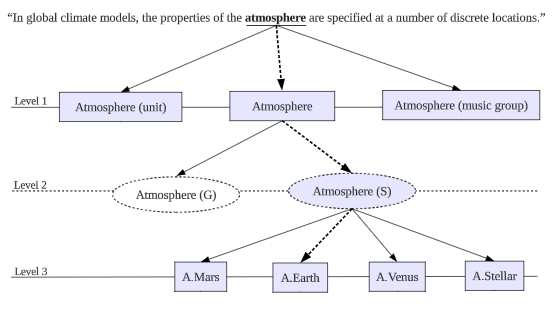 “In global climate models, the properties of the atmosphere are specified at a number of discrete locations.”
Level 1
Atmosphere (unit)
Atmosphere
Atmosphere (music group)
Level 2
Atmosphere (G)
Atmosphere (S)
Level 3
A.Mars
A.Earth
A.Venus
A.Stellar